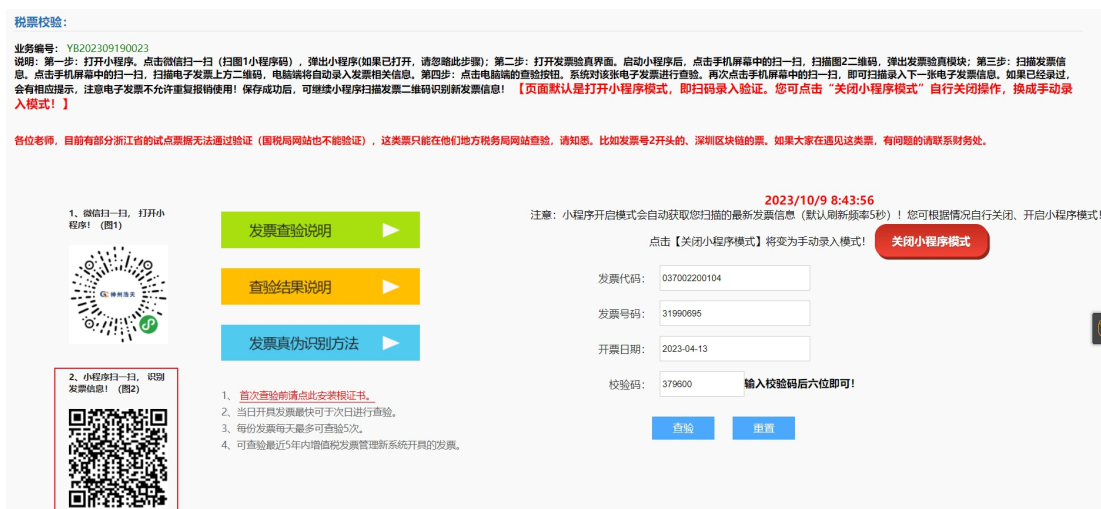 税票校验：
业务编号： YB202309190023
说明：第一步：打开小程序。点击微信扫一扫（扫图1小程序码），弹出小程序(如果已打开，请您略此步骤)；第二步：打开发票验真界面。启动小程序后，点击手机屏幕中的扫一扫，扫描图2二维码，弹出发票验真模块；第三步：扫描发票信
息。点击手机屏幕中的扫一扫，扫描电子发票上方二维码，电脑端将自动录入发票相关信息。第四步：点击电脑端的查验按钮。系统对该张电子发票进行查验。再次点击手机屏幕中的扫一扫，即可扫描录入下一张电子发票信息。如果已经录过，
会有相应提示，注意电子发票不允许重复报销使用！保存成功后，可继续小程序扫描发票二维码识别新发票信息！【页面默认是打开小程序模式，即扫码录入验证。您可点击“关闭小程序模式”自行关闭操作，换成手动录
入模式！】
各位老师，目前有部分浙江省的试点票据无法通过验证（国税局网站也不能验证），这类票只能在他们地方税务局网站查验，请知悉。比如发票号2开头的、深圳区块链的票。如果大家在遇见这类票，有问题的请联系财务处。
1、微信扫一扫，打开小
程序！（图1）
神州浩天
2、小程序扫一扫，识别
发票信息！（图2）
发票查验说明
查验结果说明
发票真伪识别方法
1、首次查验前请点此安装根证书。
2、当日开具发票最快可于次日进行查验。
3、每份发票每天最多可查验5次。
4、可查验最近5年内增值税发票管理新系统开具的发票。
2023/10/9 8:43:56
注意：小程序开启模式会自动获取您扫描的最新发票信息（默认刷新频率5秒）！您可根据情况自行关闭、开启小程序模式！
点击【关闭小程序模式】将变为手动录入模式！ 关闭小程序模式
发票代码： 037002200104
发票号码： 31990695
开票日期： 2023-04-13
校验码： 379600 输入校验码后六位即可！
查验 重置